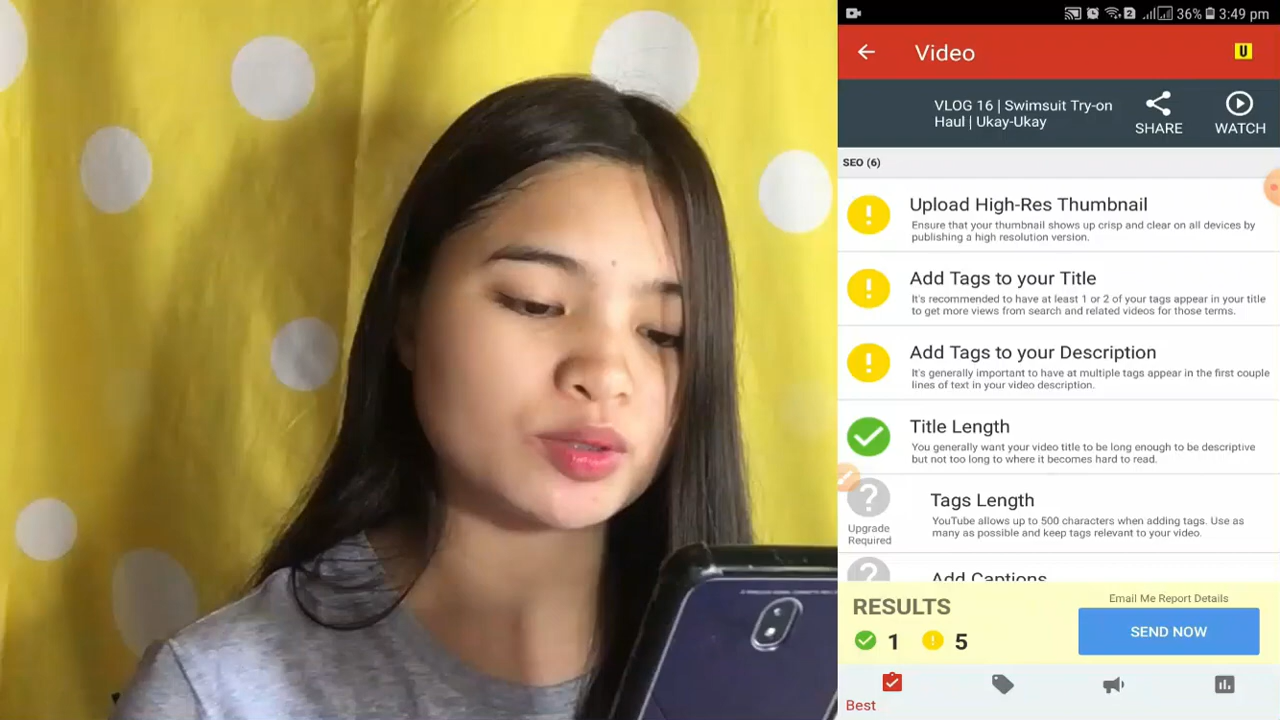 36% 3:49 pm
Video
U
VLOG 16 | Swimsuit Try-on
Haul | Ukay-Ukay
SHARE
WATCH
SEO (6)
Upload High-Res Thumbnail
Ensure that your thumbnail shows up crisp and clear on all devices by
publishing a high resolution version.
Add Tags to your Title
It's recommended to have at least 1 or 2 of your tags appear in your title
to get more views from search and related videos for those terms.
Add Tags to your Description
It's generally important to have at multiple tags appear in the first couple
lines of text in your video description.
Title Length
You generally want your video title to be long enough to be descriptive
but not too long to where it becomes hard to read.
Upgrade
Required
Tags Length
YouTube allows up to 500 characters when adding tags. Use as
many as possible and keep tags relevant to your video.
Add Captions
RESULTS
1 5
Email Me Report Details
SEND NOW
Best